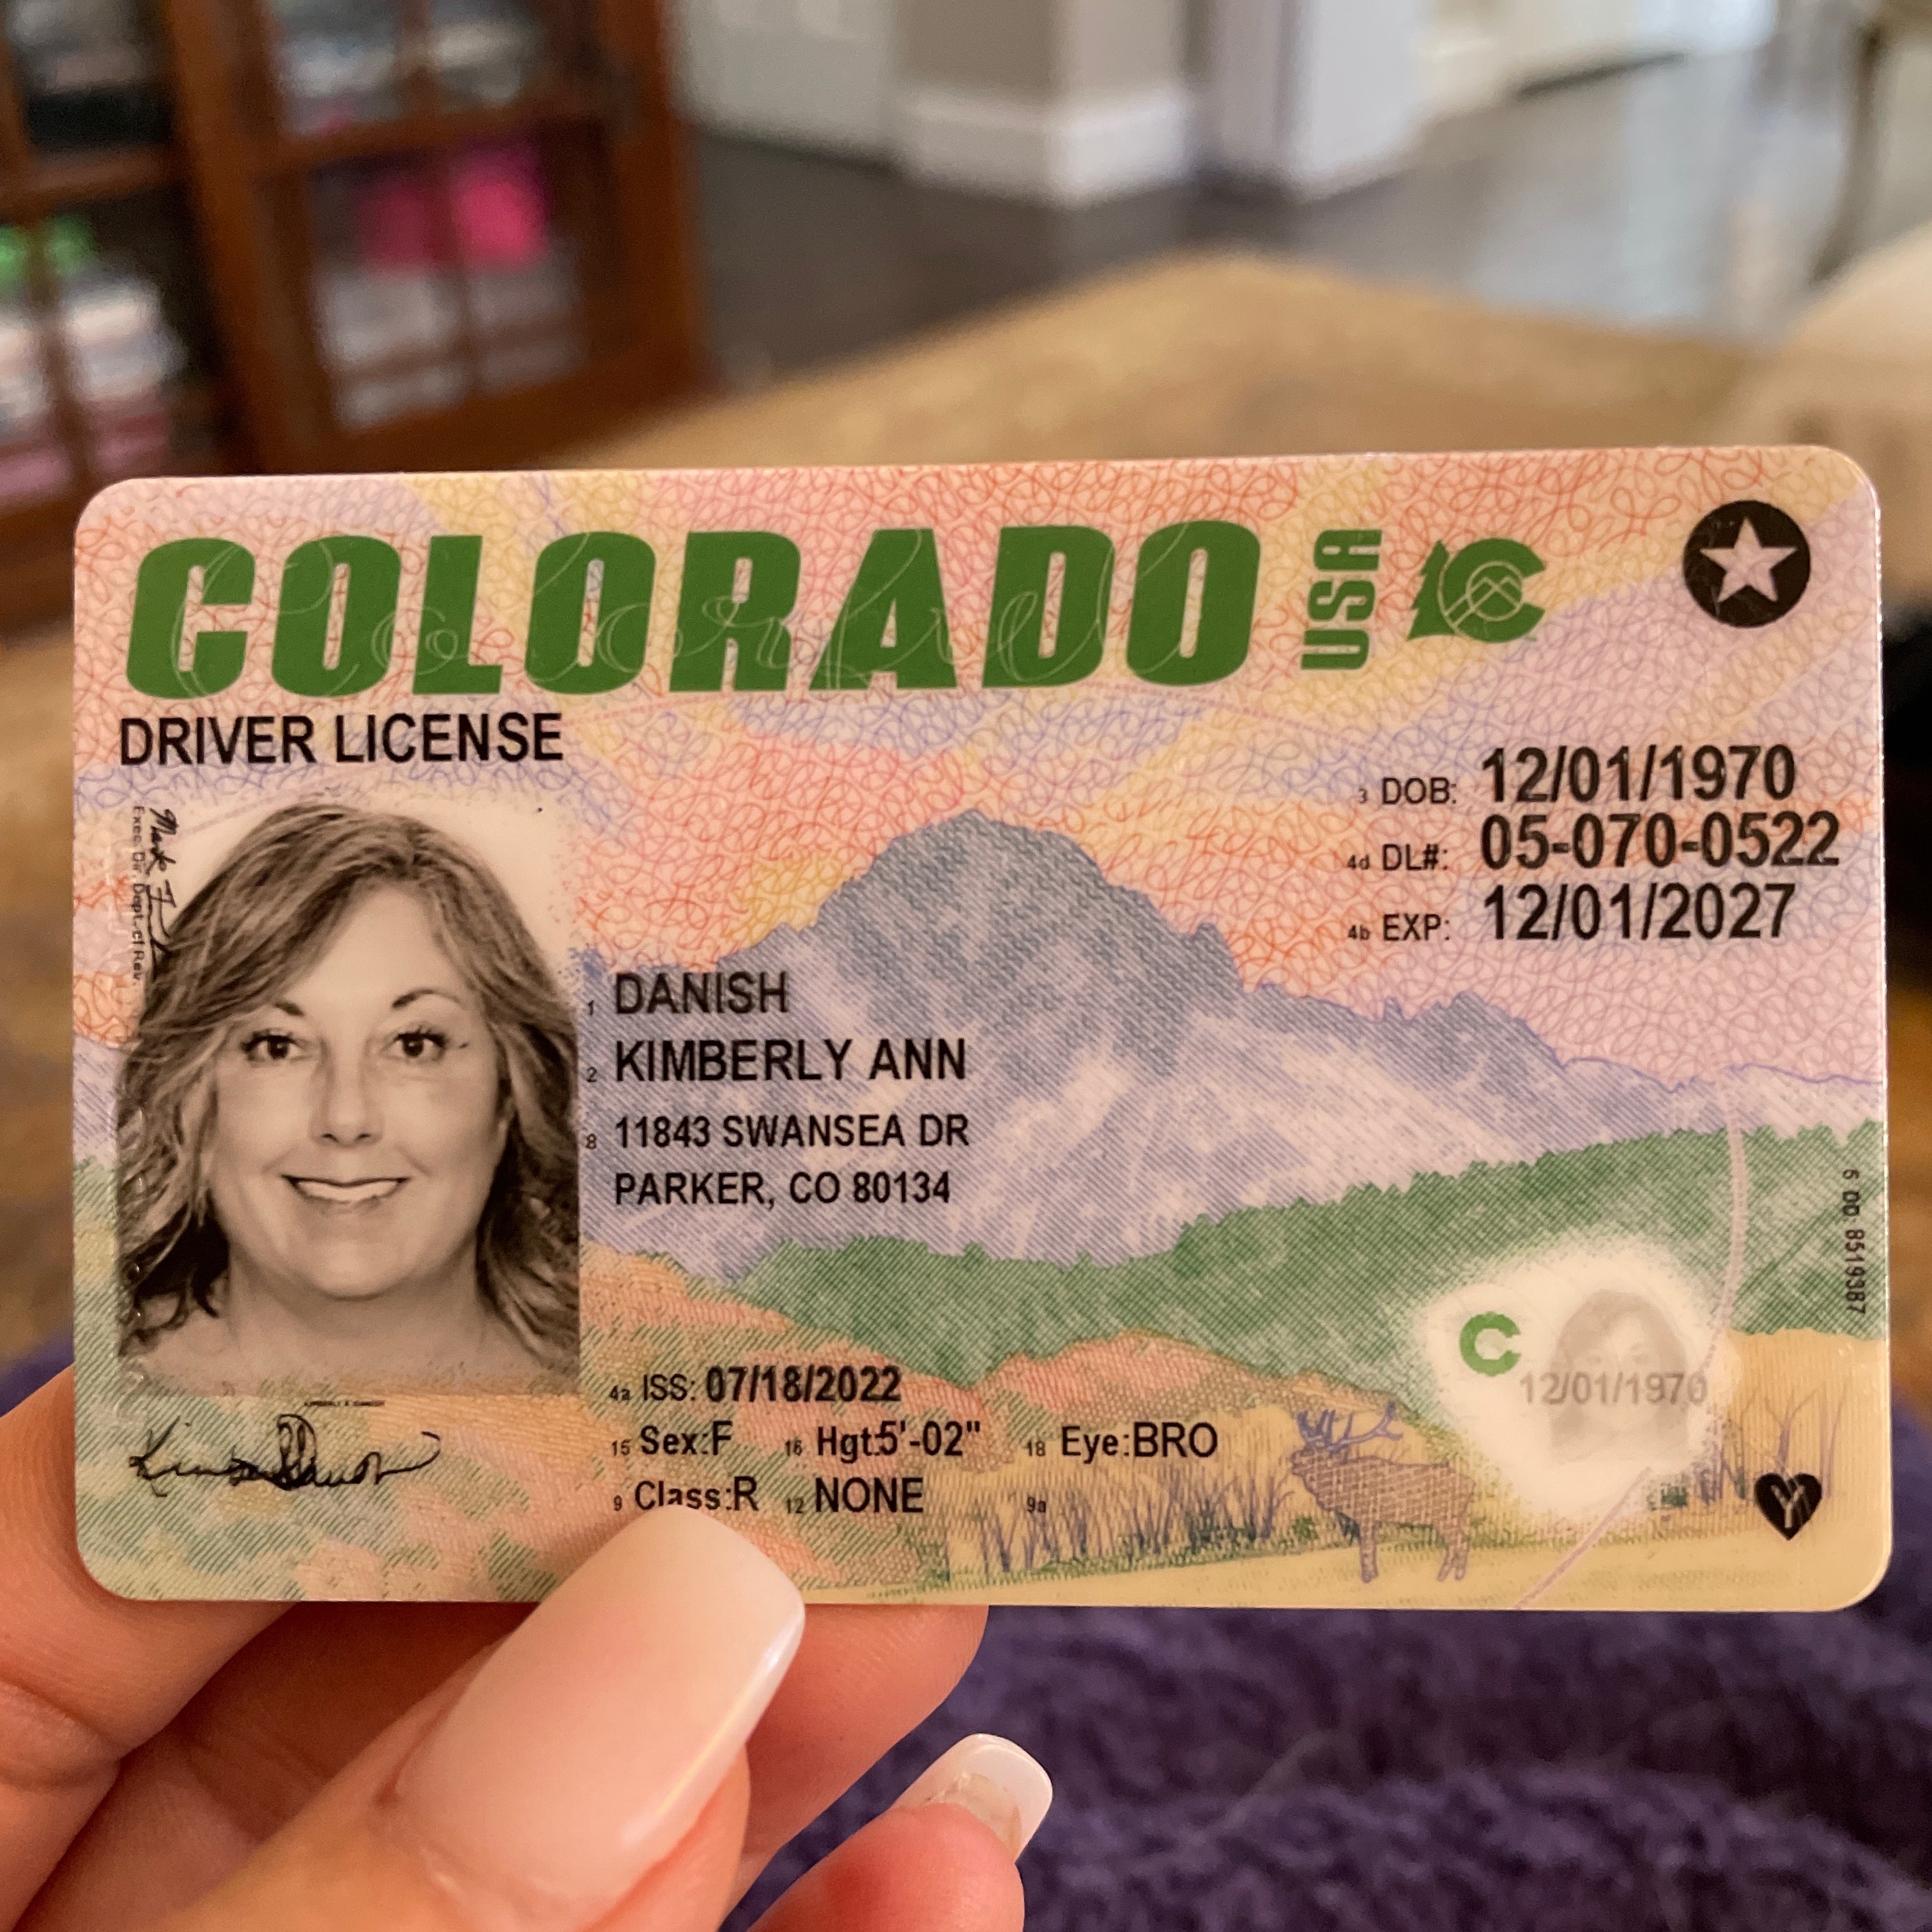 COLORADO USA
DRIVER LICENSE
3 DOB: 12/01/1970
4d DL#: 05-070-0522
4b EXP: 12/01/2027
Exec. Dir. Dept. of Rev.
1 DANISH
2 KIMBERLY ANN
8 11843 SWANSEA DR
PARKER, CO 80134
5 DD 8519387
C
12/01/1970
4a ISS: 07/18/2022
15 Sex:F 16 Hgt:5'-02" 18 Eye:BRO
9 Class:R 12 NONE 9a
Y